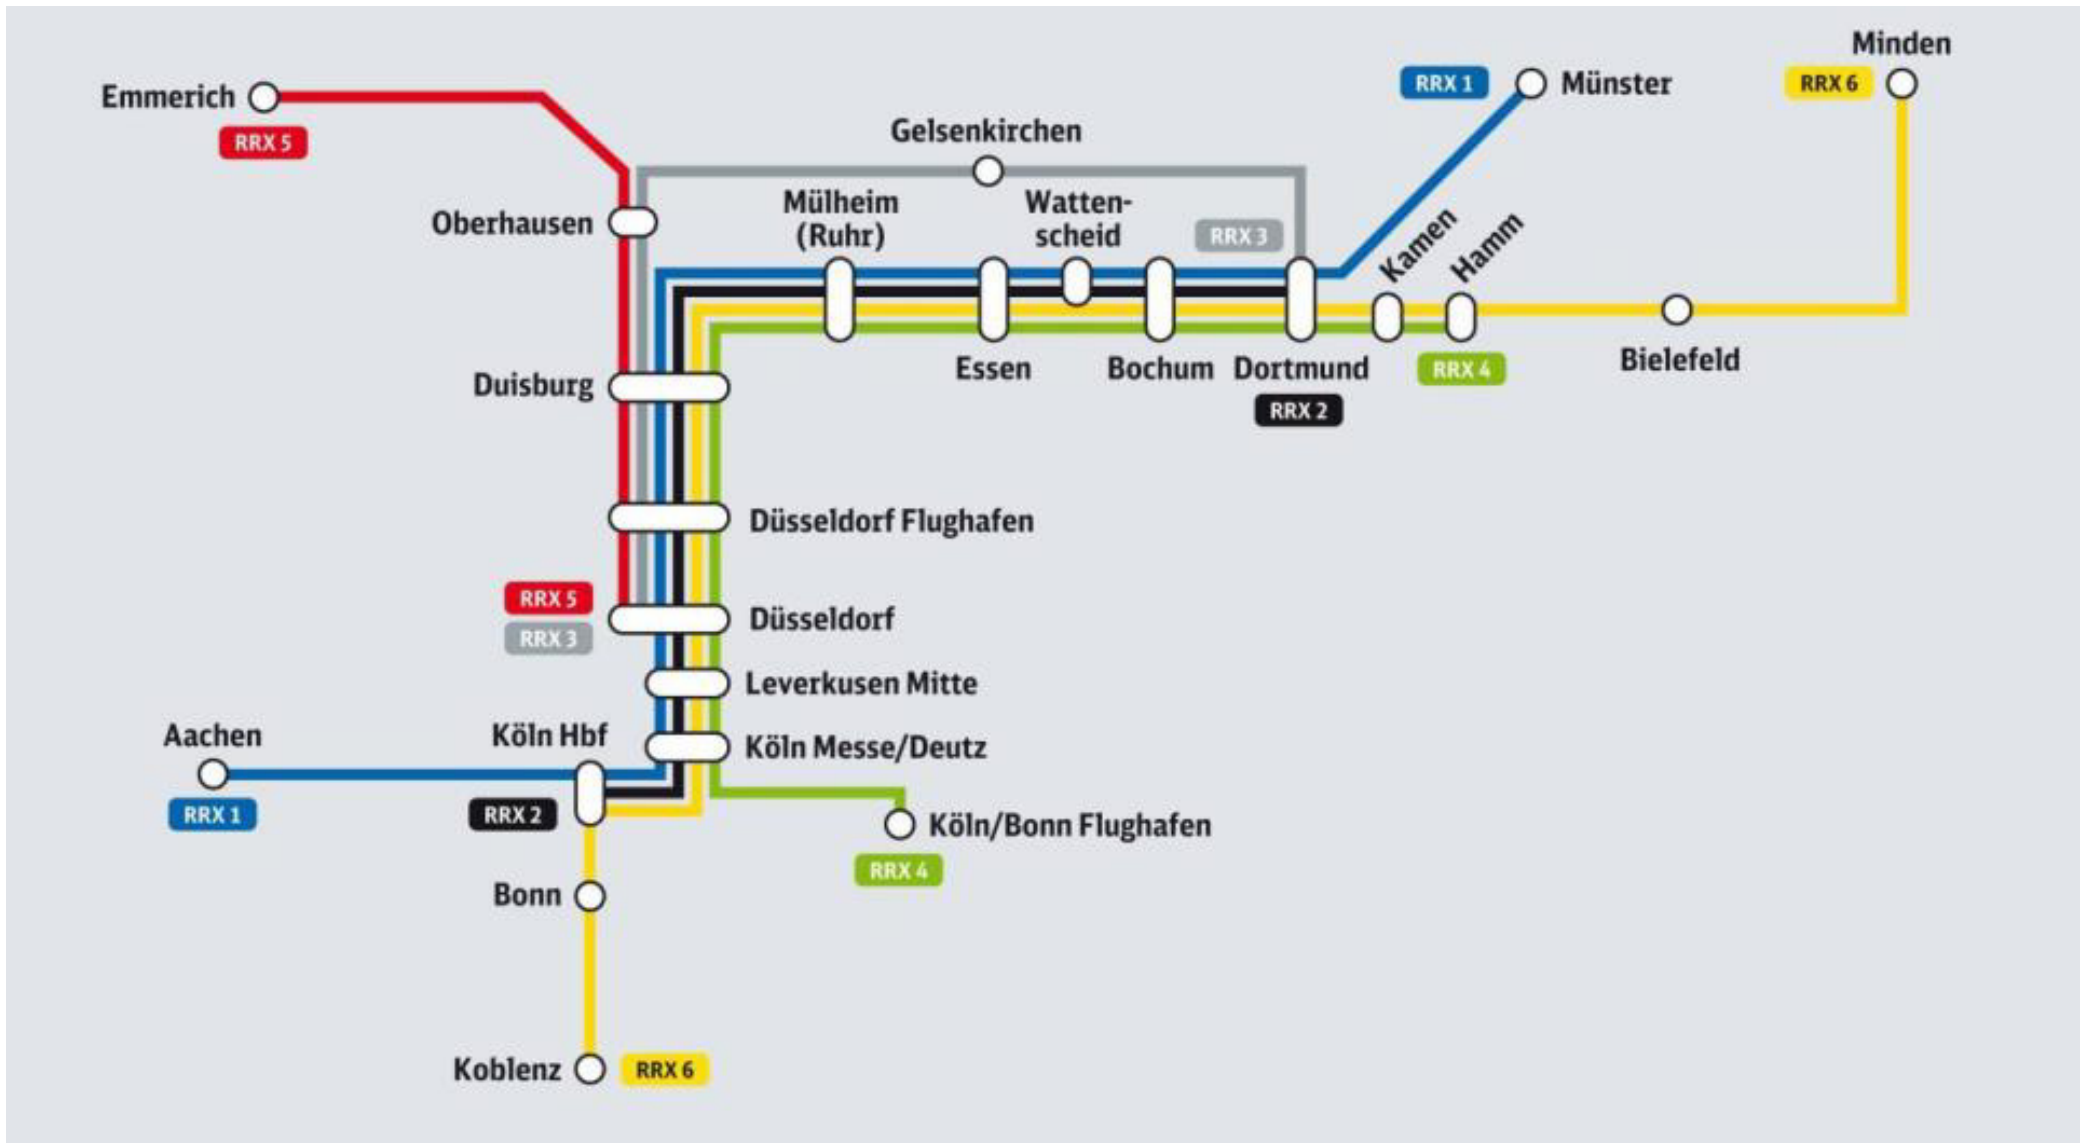 Minden
Emmerich
RRX 1
Münster
RRX 6
RRX 5
Gelsenkirchen
Mülheim
(Ruhr)
Watten-
scheid
Oberhausen
RRX 3
Kamen
Hamm
Essen
Bochum
Dortmund
RRX 4
Bielefeld
Duisburg
RRX 2
Düsseldorf Flughafen
RRX 5
RRX 3
Düsseldorf
Leverkusen Mitte
Aachen
Köln Hbf
Köln Messe/Deutz
RRX 1
RRX 2
Köln/Bonn Flughafen
RRX 4
Bonn
Koblenz
RRX 6